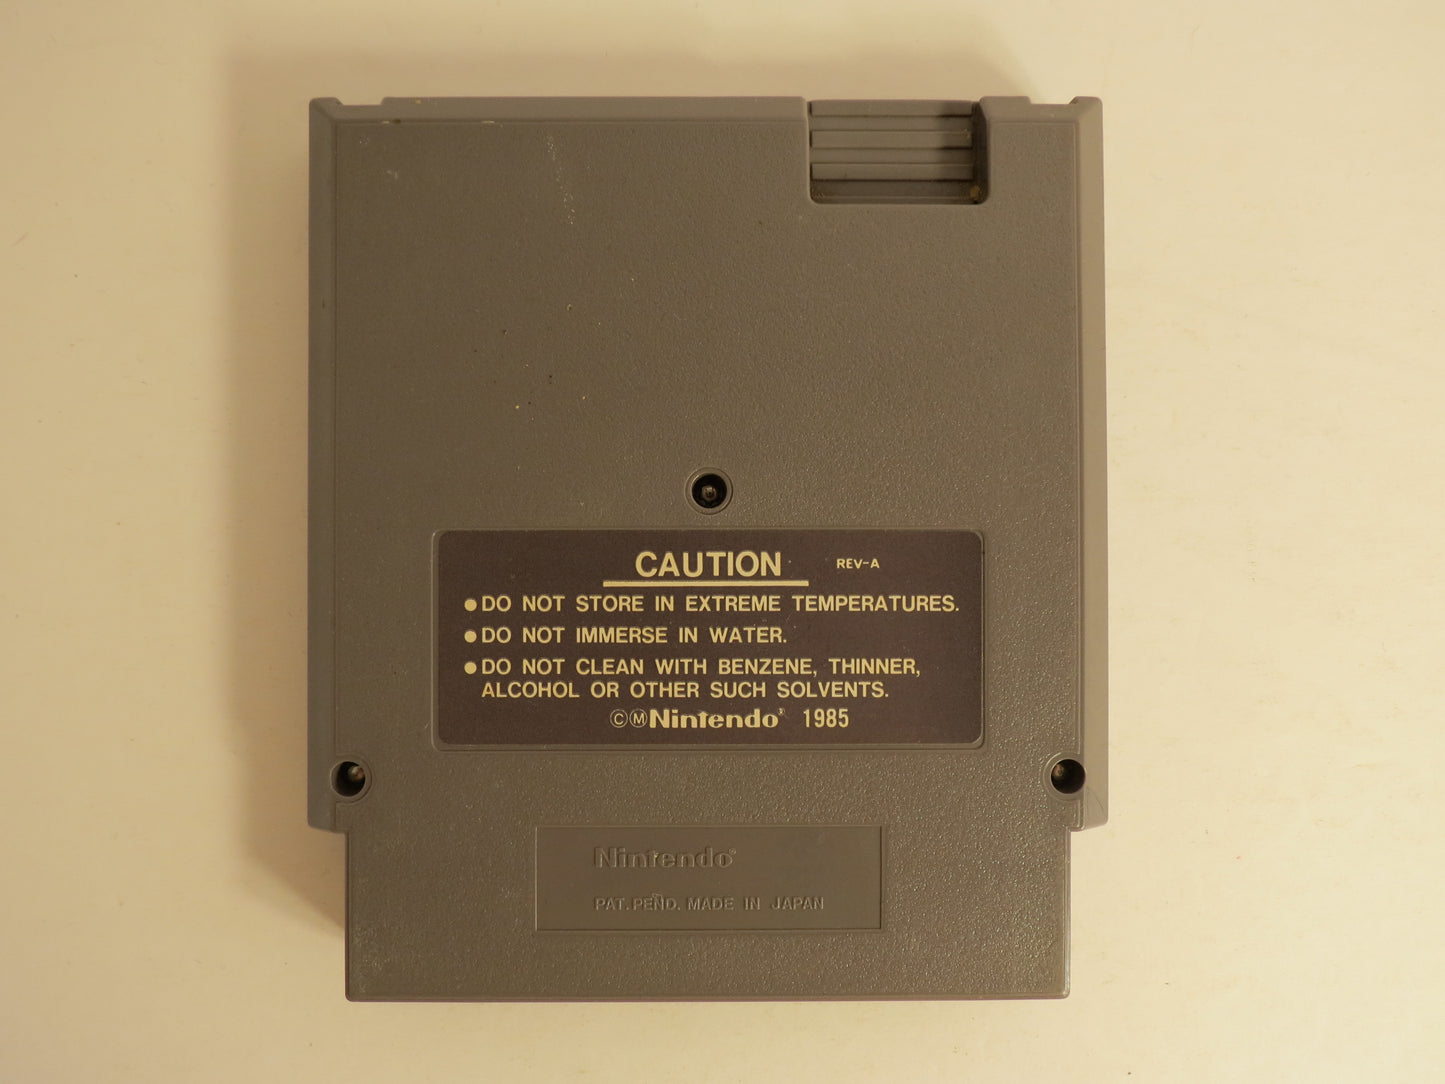 CAUTION REV-A
●DO NOT STORE IN EXTREME TEMPERATURES.
●DO NOT IMMERSE IN WATER.
●DO NOT CLEAN WITH BENZENE, THINNER,
ALCOHOL OR OTHER SUCH SOLVENTS.
©ⓂNintendo® 1985
Nintendo®
PAT. PEND. MADE IN JAPAN